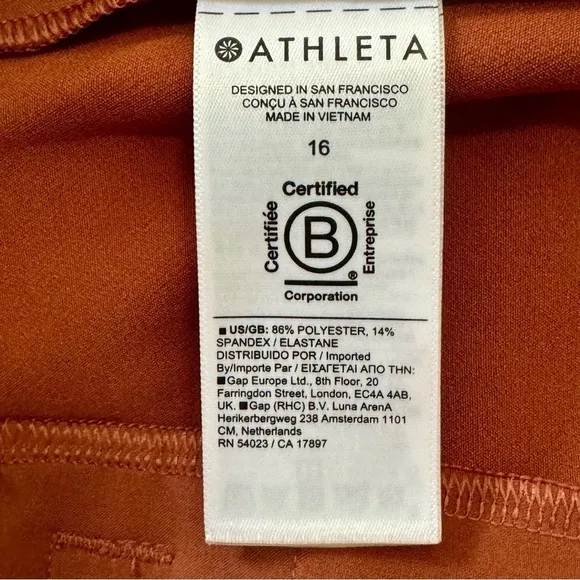 ATHLETA
DESIGNED IN SAN FRANCISCO
CONÇU À SAN FRANCISCO
MADE IN VIETNAM
16
Certified
Certifiée
B
Entreprise
®
Corporation
■ US/GB: 86% POLYESTER, 14%
SPANDEX / ELASTANE
DISTRIBUIDO POR / Imported
By/Importe Par / ΕΙΣΑΓΕΤΑΙ ΑΠΟ ΤΗΝ:
■Gap Europe Ltd., 8th Floor, 20
Farringdon Street, London, EC4A 4AB,
UK. ■Gap (RHC) B.V. Luna ArenA
Herikerbergweg 238 Amsterdam 1101
CM, Netherlands
RN 54023 / CA 17897